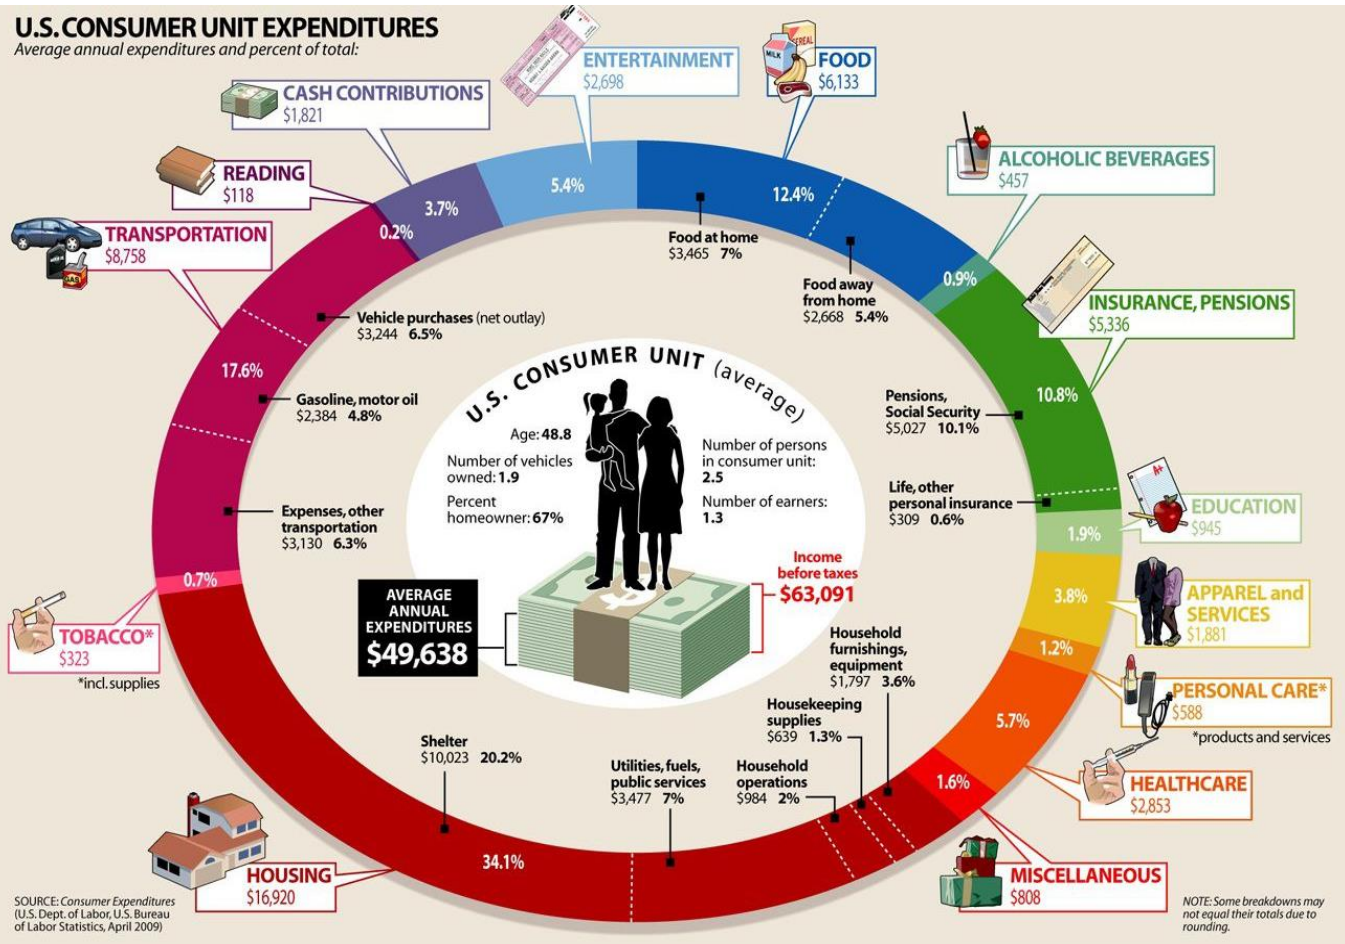 U.S. CONSUMER UNIT EXPENDITURES
Average annual expenditures and percent of total:
ENTERTAINMENT
$2,698
5.4%
FOOD
$6,133
12.4%
MILK
CEREAL
Food at home
$3,465 7%
Food away
from home
$2,668 5.4%
ALCOHOLIC BEVERAGES
$457
0.9%
INSURANCE, PENSIONS
$5,336
10.8%
Pensions,
Social Security
$5,027 10.1%
Life, other
personal insurance
$309 0.6%
A+
EDUCATION
$945
1.9%
APPAREL and
SERVICES
$1,881
3.8%
PERSONAL CARE*
$588
*products and services
1.2%
HEALTHCARE
$2,853
5.7%
MISCELLANEOUS
$808
1.6%
HOUSING
$16,920
34.1%
Household
furnishings,
equipment
$1,797 3.6%
Housekeeping
supplies
$639 1.3%
Household
operations
$984 2%
Utilities, fuels,
public services
$3,477 7%
Shelter
$10,023 20.2%
TOBACCO*
$323
*incl. supplies
0.7%
TRANSPORTATION
$8,758
GAS
17.6%
Expenses, other
transportation
$3,130 6.3%
Gasoline, motor oil
$2,384 4.8%
Vehicle purchases (net outlay)
$3,244 6.5%
READING
$118
0.2%
CASH CONTRIBUTIONS
$1,821
3.7%
U.S. CONSUMER UNIT (average)
Age: 48.8
Number of vehicles
owned: 1.9
Percent
homeowner: 67%
Number of persons
in consumer unit:
2.5
Number of earners:
1.3
Income
before taxes
$63,091
AVERAGE
ANNUAL
EXPENDITURES
$49,638
SOURCE: Consumer Expenditures
(U.S. Dept. of Labor, U.S. Bureau
of Labor Statistics, April 2009)
NOTE: Some breakdowns may
not equal their totals due to
rounding.